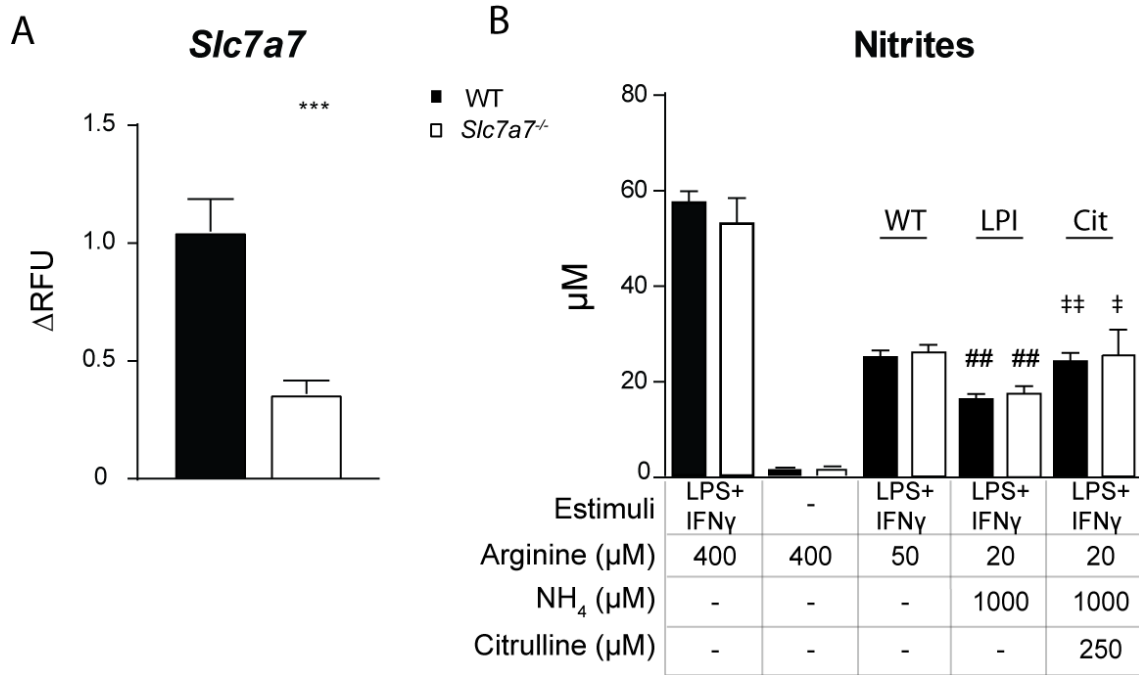 A
Slc7a7
***
1.5
1.0
0.5
0
ΔRFU
WT
Slc7a7-/-
B
Nitrites
80
60
40
20
0
µM
WT LPI Cit
## ## ‡‡ ‡
Estimuli LPS+ IFNγ - LPS+ IFNγ LPS+ IFNγ LPS+ IFNγ
Arginine (µM) 400 400 50 20 20
NH4 (µM) - - - 1000 1000
Citrulline (µM) - - - - 250